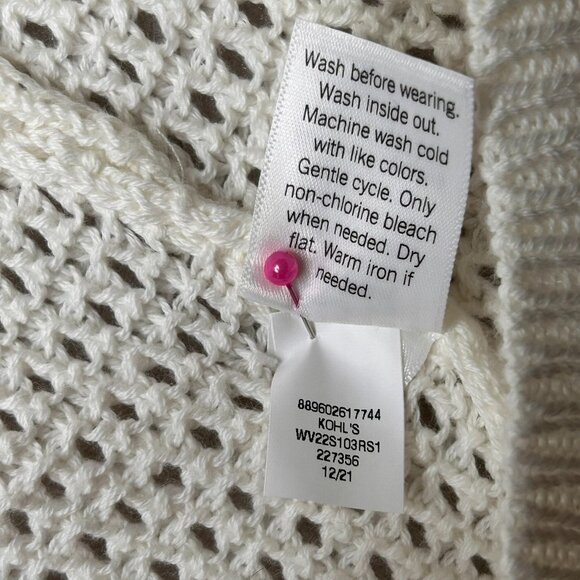 Wash before wearing.
Wash inside out.
Machine wash cold
with like colors.
Gentle cycle. Only
non-chlorine bleach
when needed. Dry
flat. Warm iron if
needed.
889602617744
KOHL'S
WV22S103RS1
227356
12/21